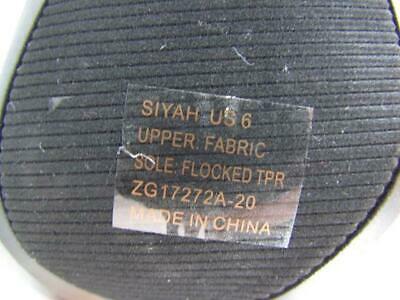 SIYAH US 6
UPPER: FABRIC
SOLE: FLOCKED TPR
ZG17272A-20
MADE IN CHINA